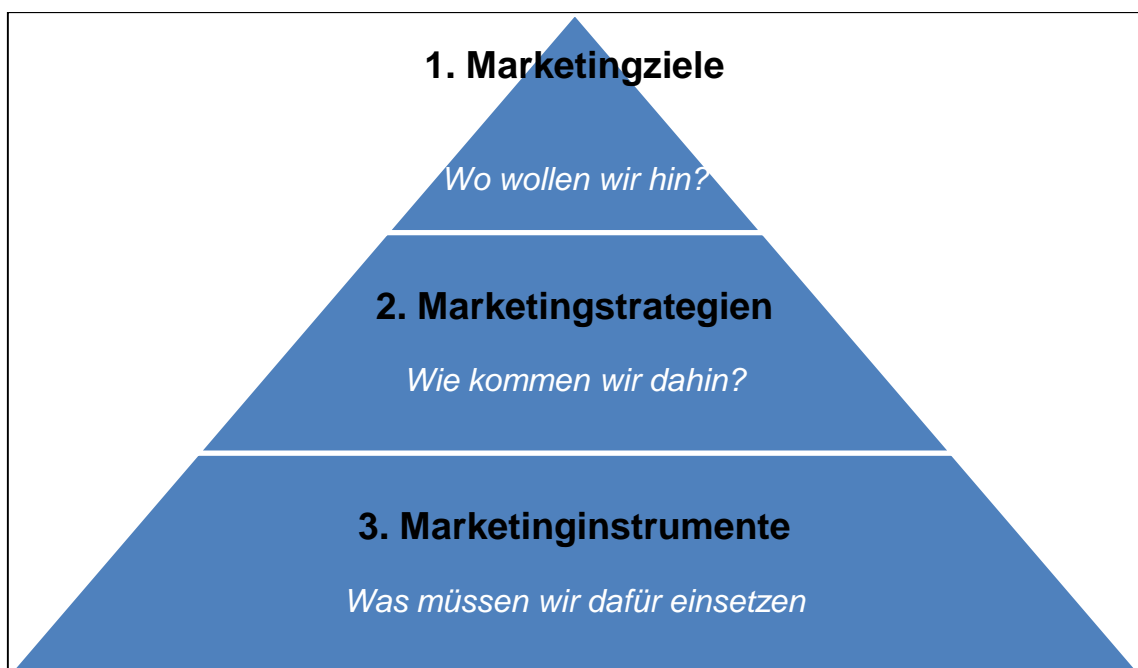 1. Marketingziele
Wo wollen wir hin?
2. Marketingstrategien
Wie kommen wir dahin?
3. Marketinginstrumente
Was müssen wir dafür einsetzen